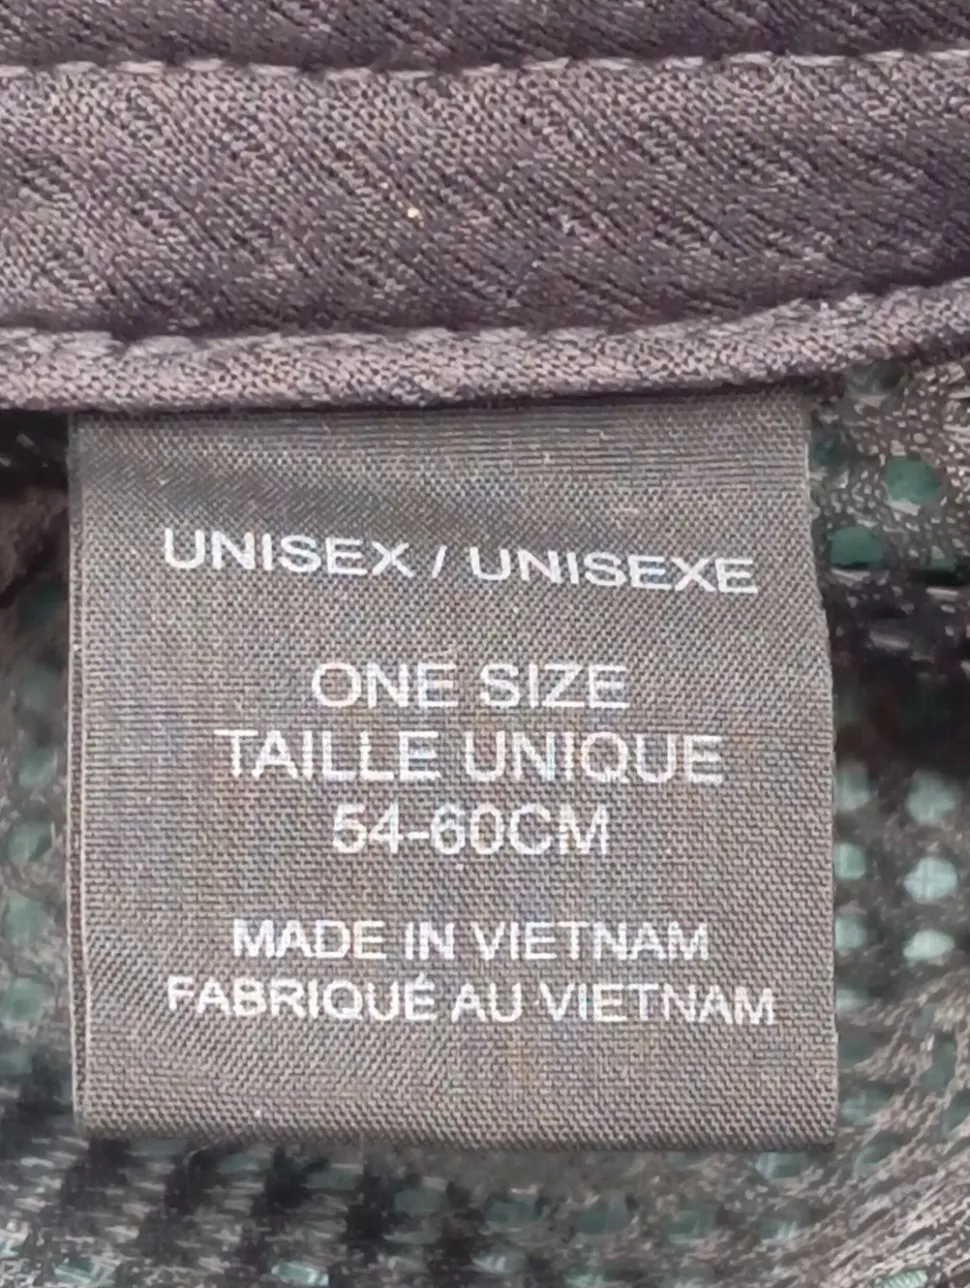 UNISEX / UNISEXE
ONE SIZE
TAILLE UNIQUE
54-60CM
MADE IN VIETNAM
FABRIQUÉ AU VIETNAM